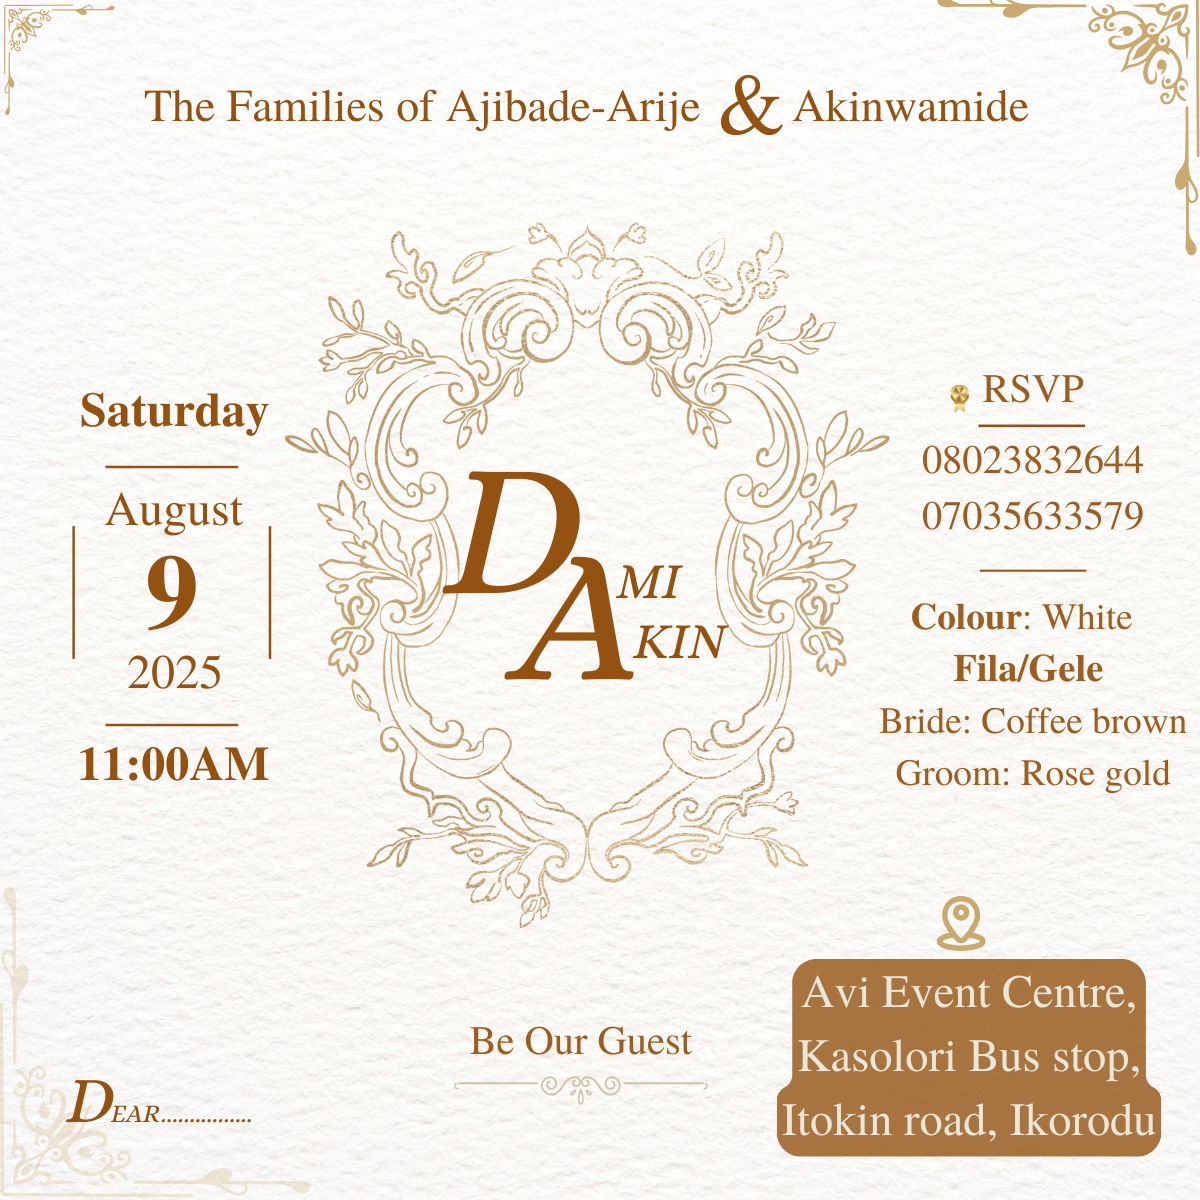 The Families of Ajibade-Arije & Akinwamide
Saturday
August
9
2025
11:00AM
DAMI
AKIN
RSVP
08023832644
07035633579
Colour: White
Fila/Gele
Bride: Coffee brown
Groom: Rose gold
Be Our Guest
DEAR................
Avi Event Centre,
Kasolori Bus stop,
Itokin road, Ikorodu